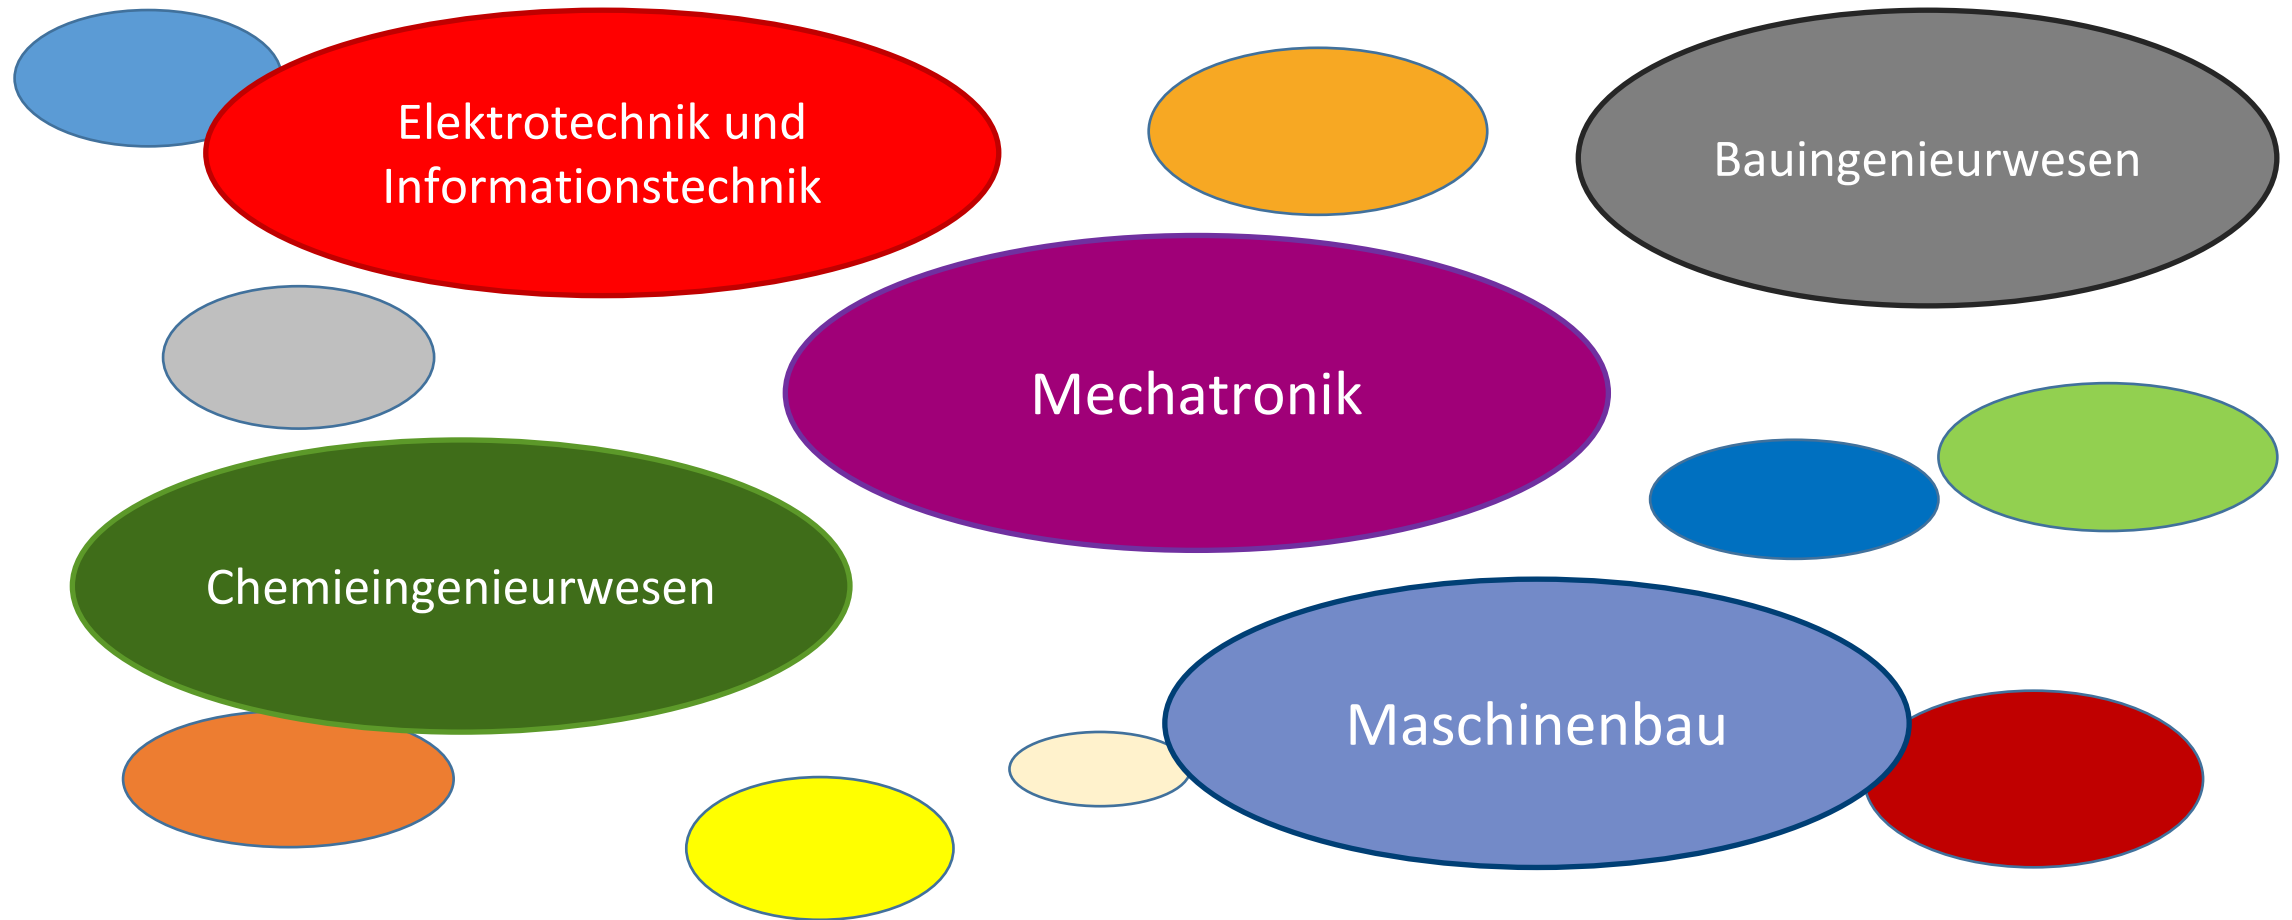 Elektrotechnik und
Informationstechnik
Bauingenieurwesen
Mechatronik
Chemieingenieurwesen
Maschinenbau